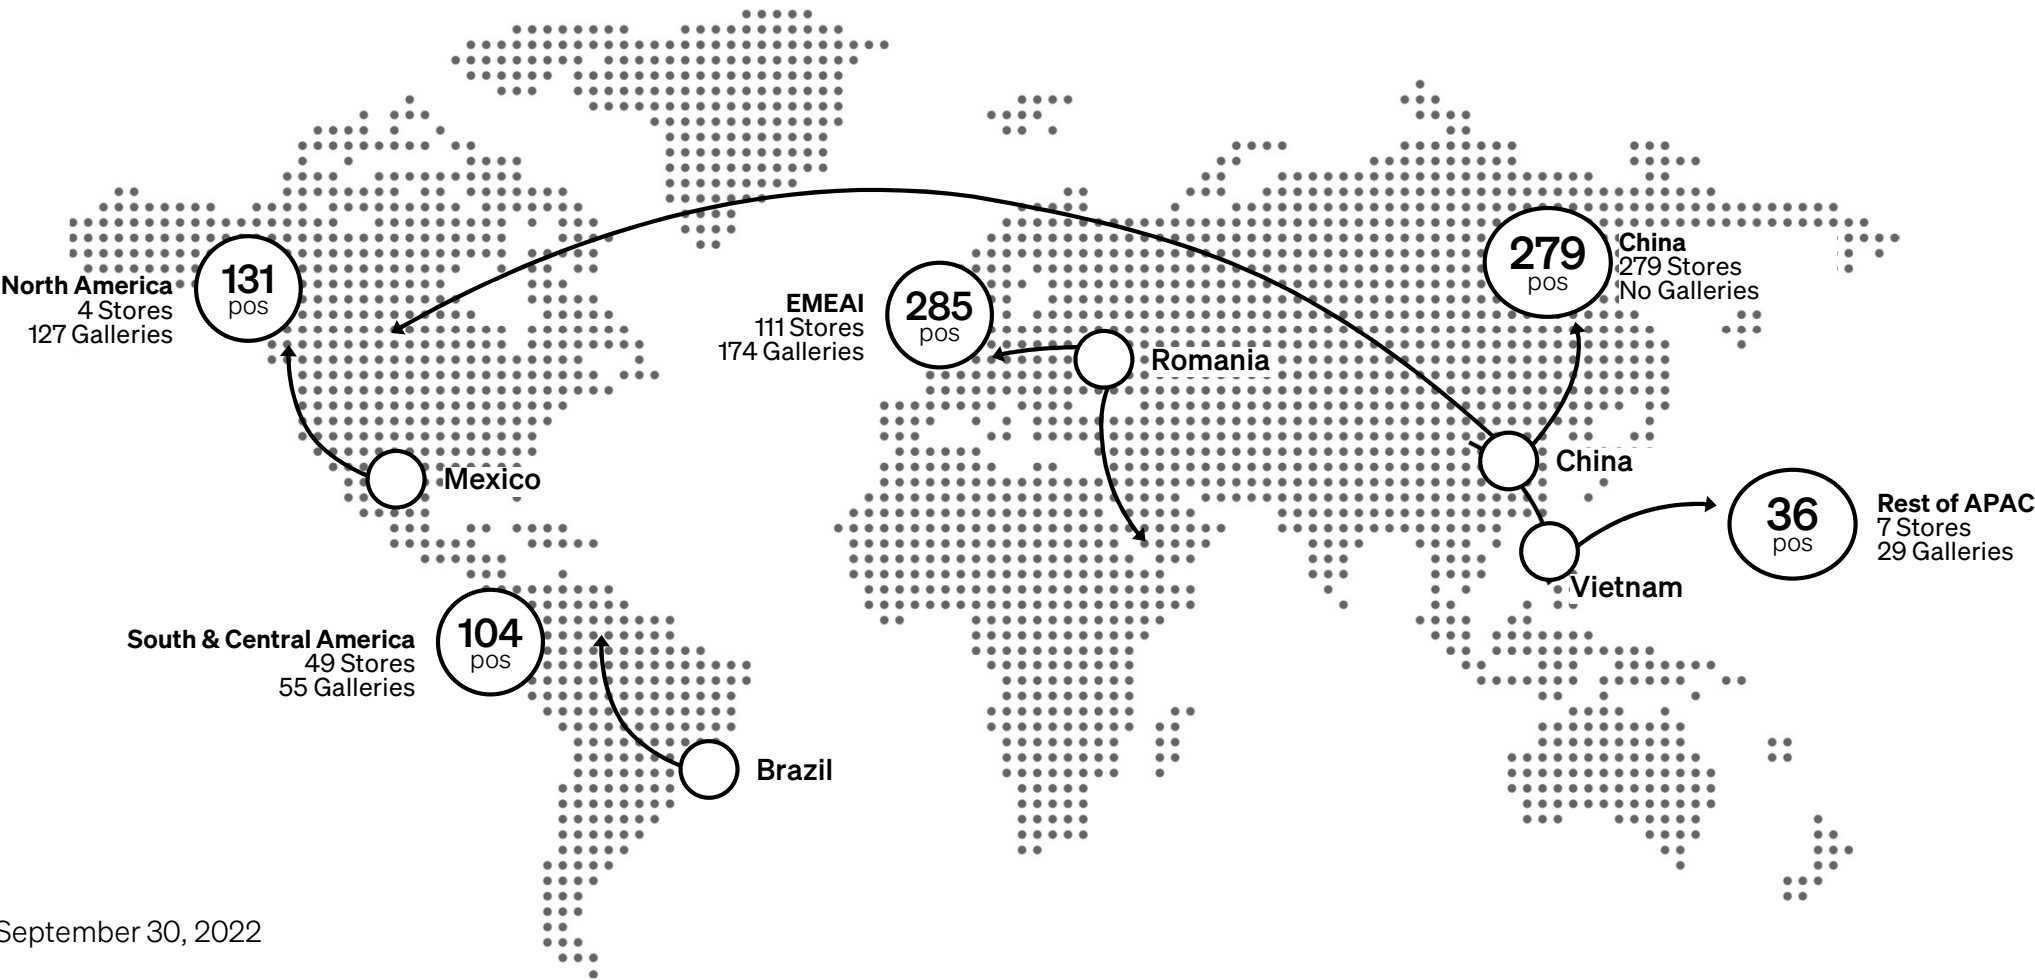 131
pos
North America
4 Stores
127 Galleries
Mexico
104
pos
South & Central America
49 Stores
55 Galleries
Brazil
285
pos
EMEAI
111 Stores
174 Galleries
Romania
279
pos
China
279 Stores
No Galleries
China
36
pos
Rest of APAC
7 Stores
29 Galleries
Vietnam
September 30, 2022